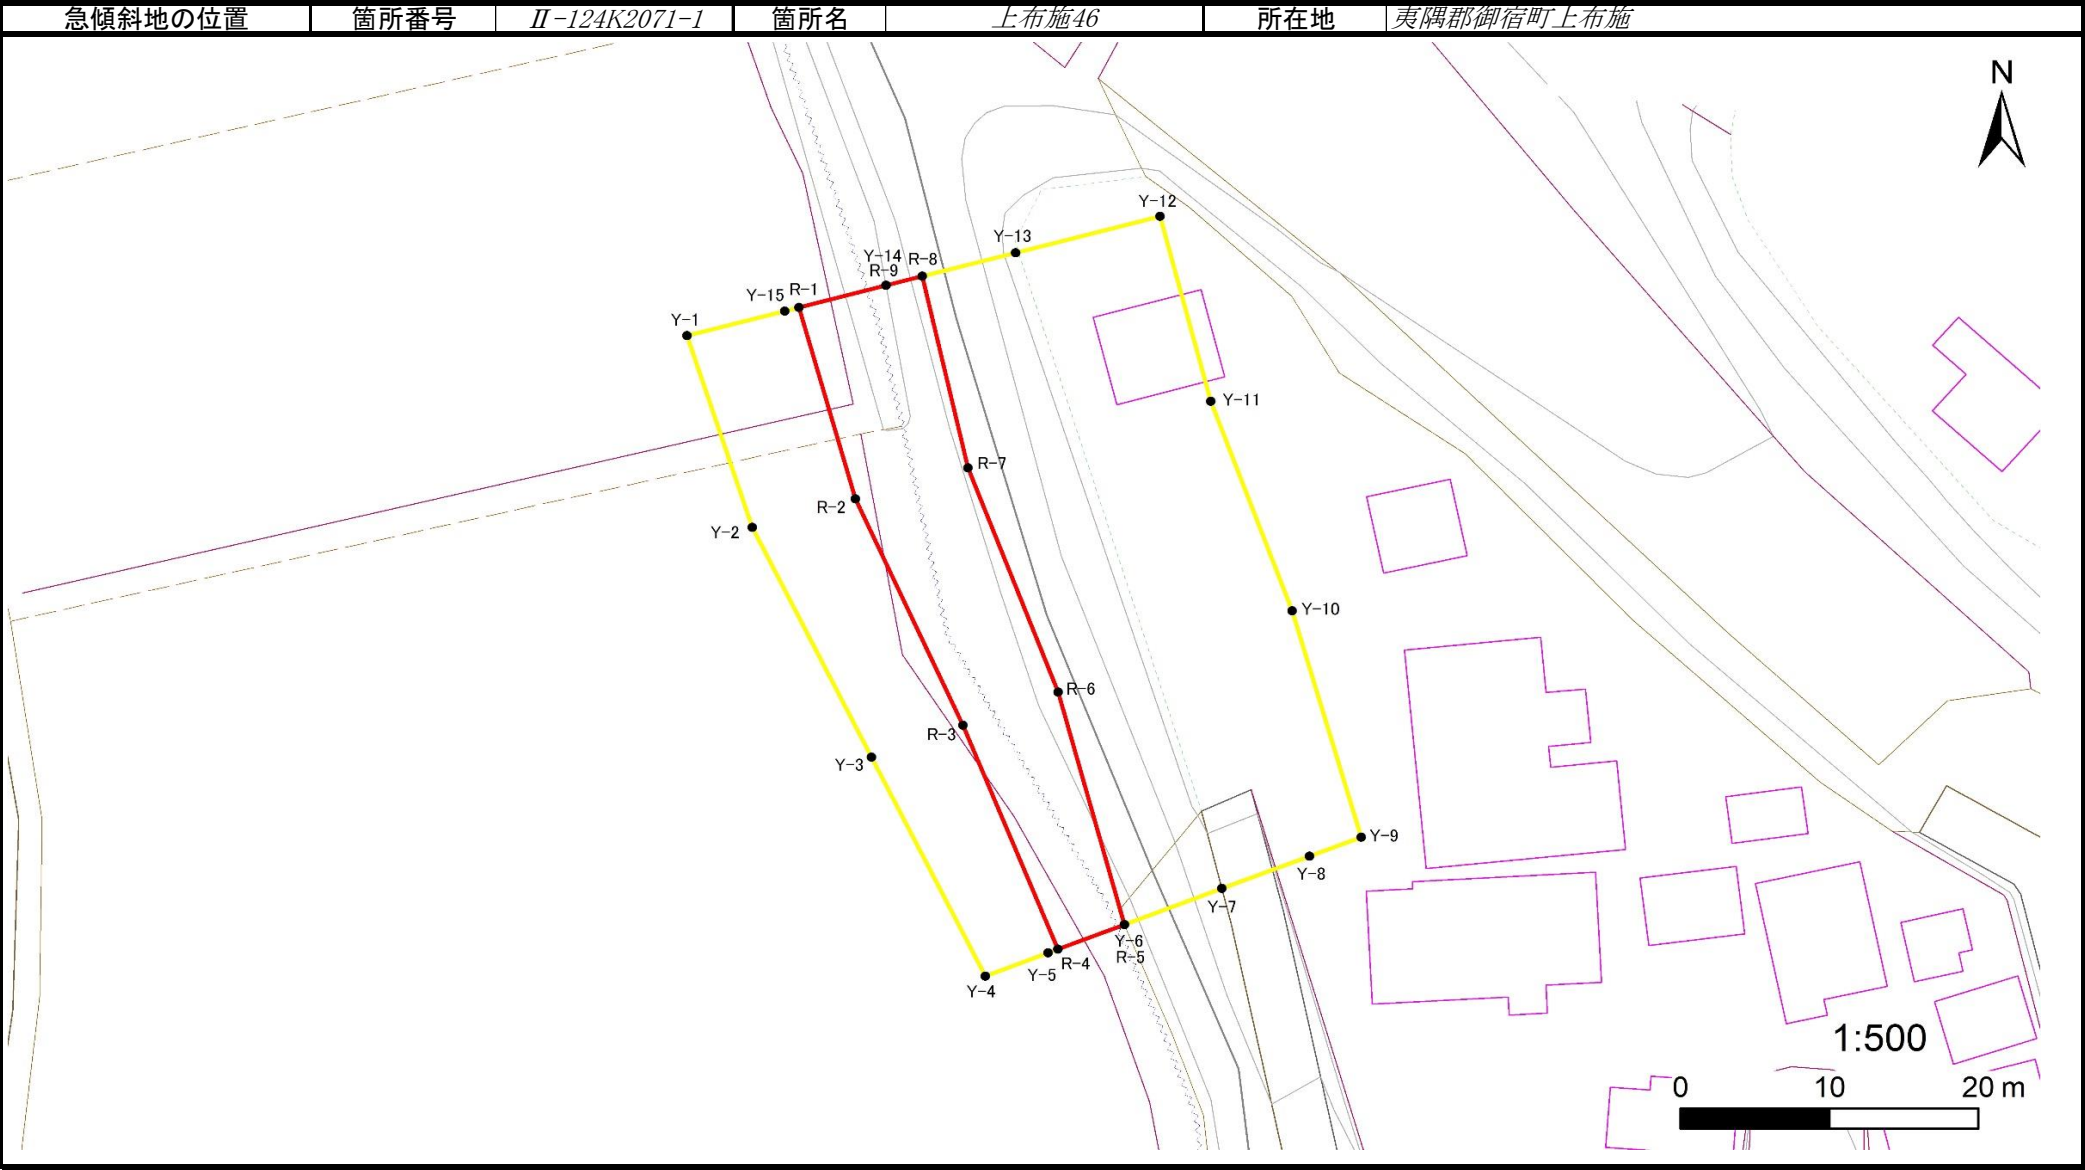 急傾斜地の位置 箇所番号 Ⅱ-124K2071-1 箇所名 上布施46 所在地 夷隅郡御宿町上布施
N
Y-12
Y-13
Y-14 R-8
R-9
Y-15 R-1
Y-1
Y-11
R-7
R-2
Y-2
Y-10
R-6
R-3
Y-3
Y-9
Y-8
Y-7
Y-6
R-5
R-4
Y-5
Y-4
1:500
0 10 20 m